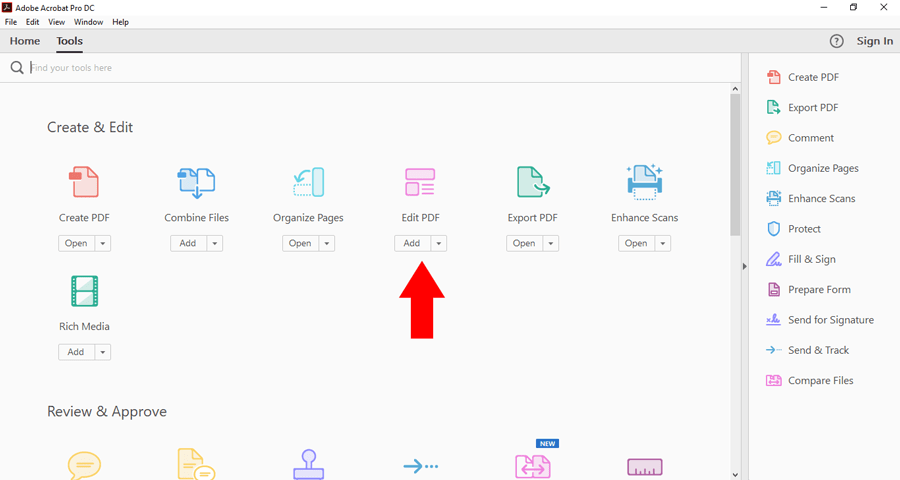 Adobe Acrobat Pro DC
File Edit View Window Help
Home Tools
? Sign In
Find your tools here
Create & Edit
Create PDF Combine Files Organize Pages Edit PDF Export PDF Enhance Scans
Open Add Open Add Open Open
Rich Media
Add
Review & Approve
NEW
Create PDF
Export PDF
Comment
Organize Pages
Enhance Scans
Protect
Fill & Sign
Prepare Form
Send for Signature
Send & Track
Compare Files